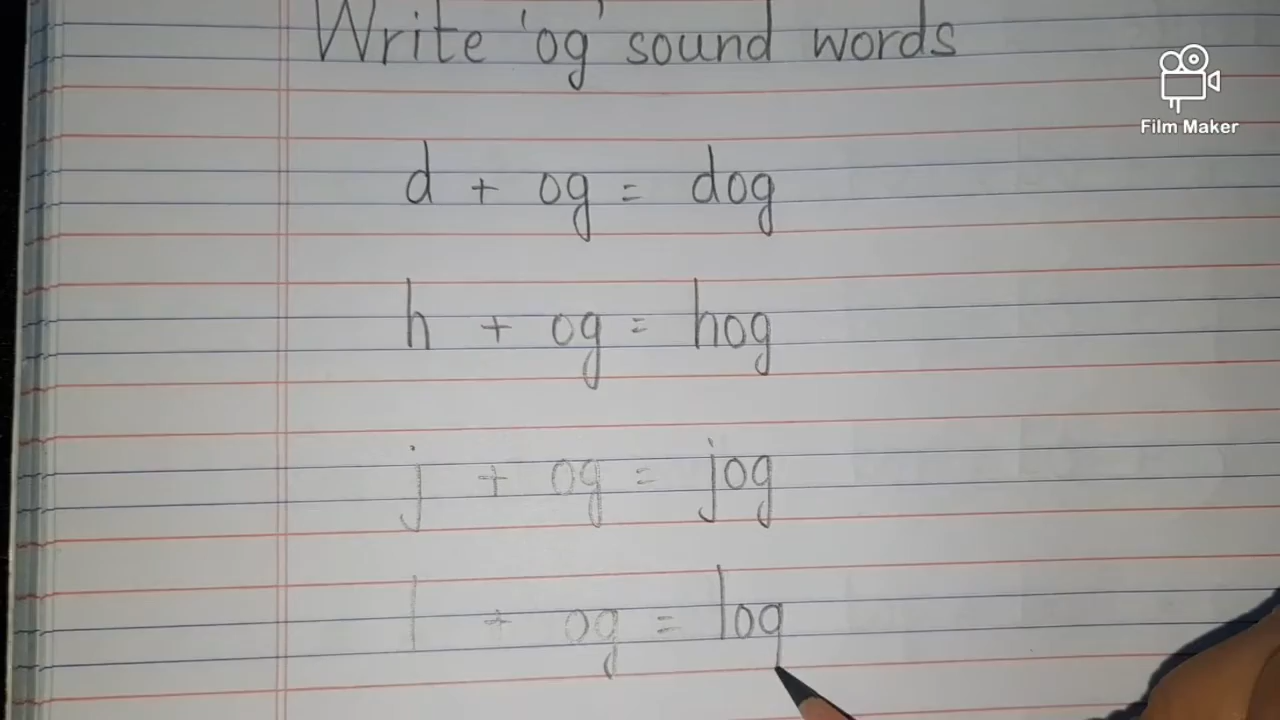 Write 'og' sound words
Film Maker
d + og = dog
h + og = hog
j + og = jog
l + og = log